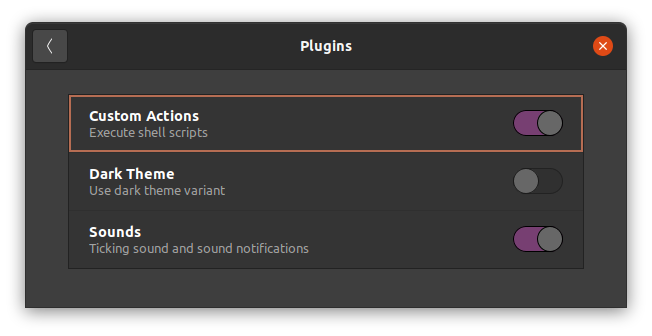 Plugins
Custom Actions
Execute shell scripts
Dark Theme
Use dark theme variant
Sounds
Ticking sound and sound notifications